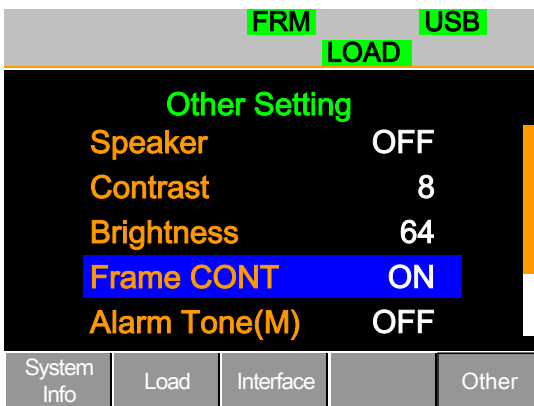 FRM USB
LOAD
Other Setting
Speaker OFF
Contrast 8
Brightness 64
Frame CONT ON
Alarm Tone(M) OFF
System Info Load Interface Other